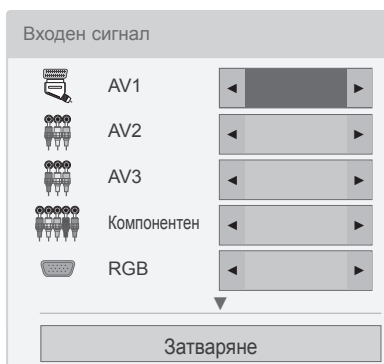 Входен сигнал
AV1
AV2
AV3
Компонентен
RGB
Затваряне